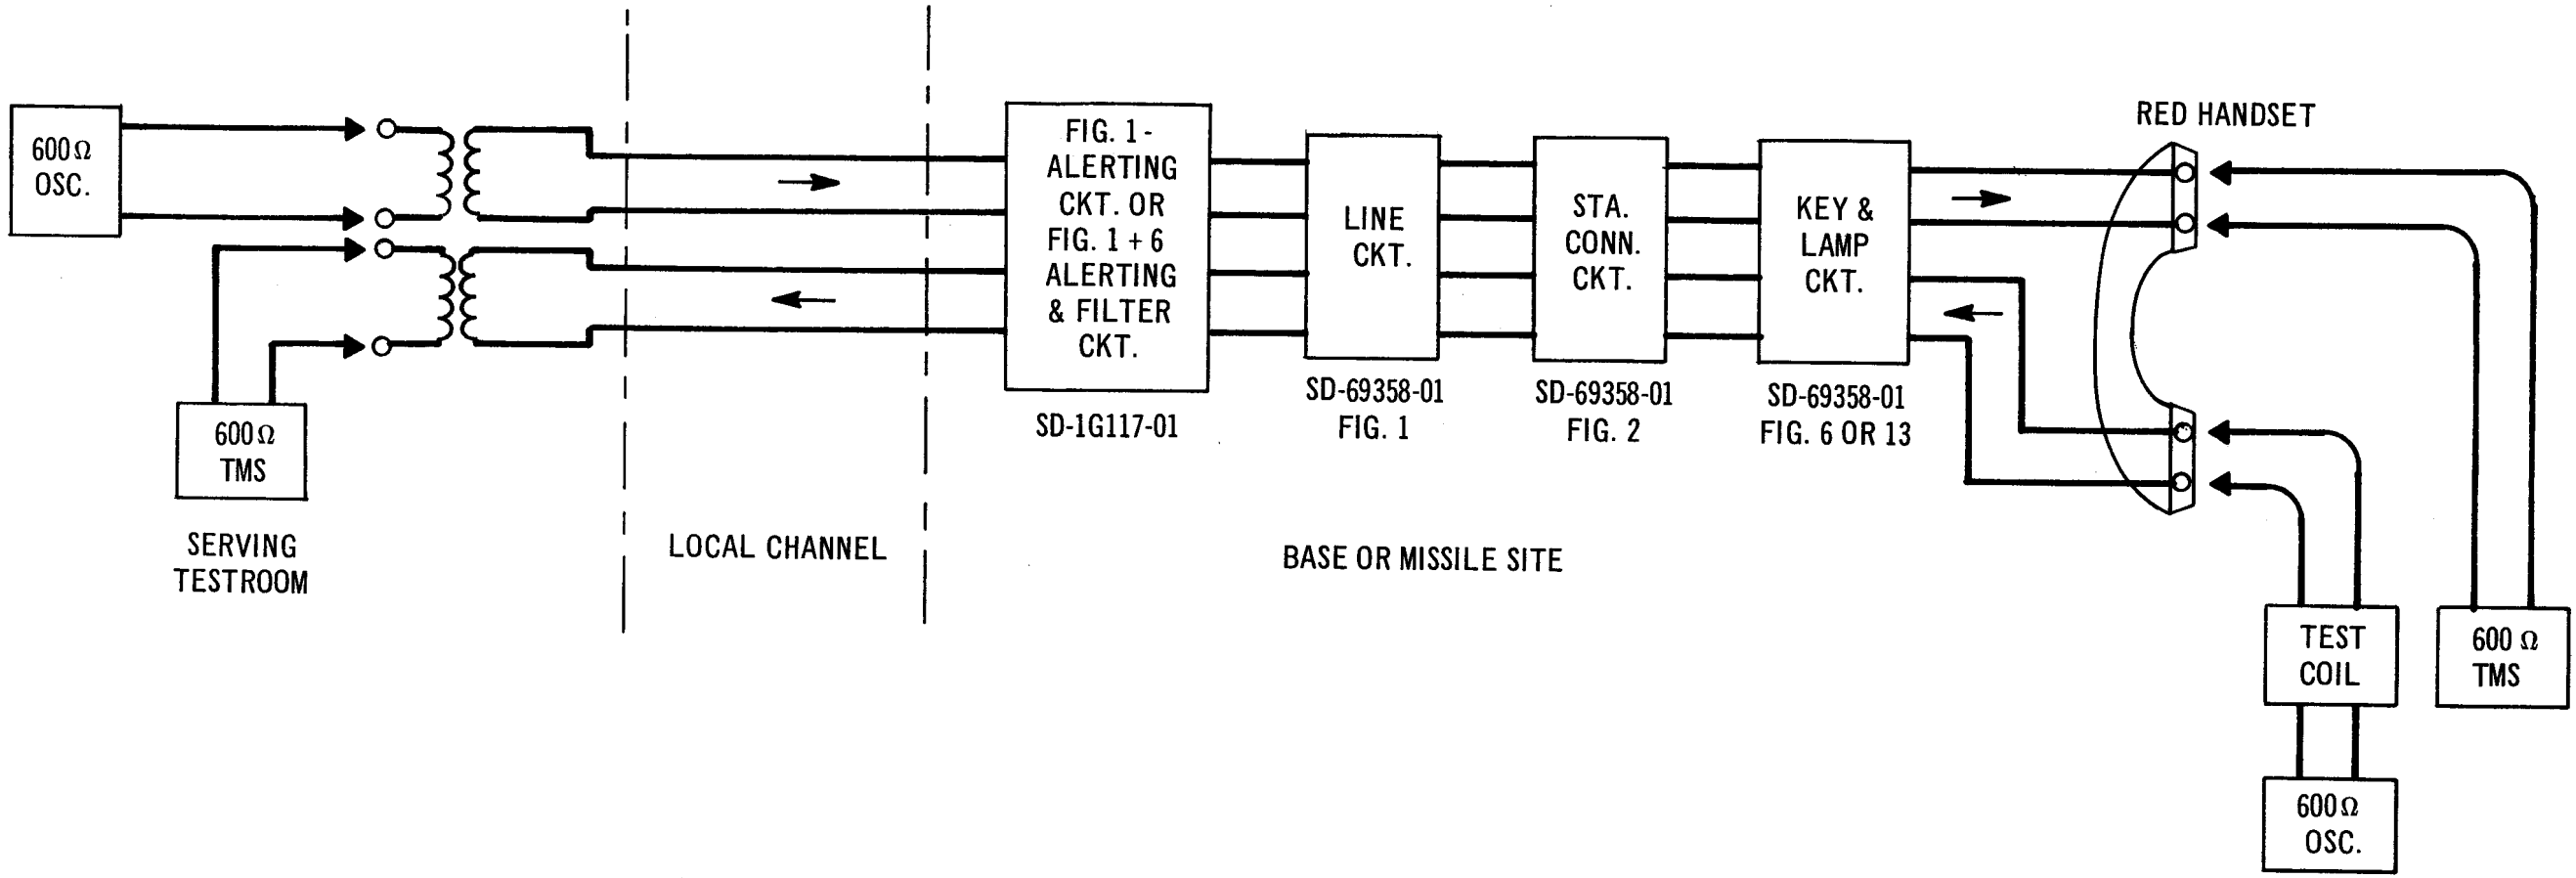 600Ω
OSC.
600Ω
TMS
SERVING
TESTROOM
LOCAL CHANNEL
FIG. 1 -
ALERTING
CKT. OR
FIG. 1 + 6
ALERTING
& FILTER
CKT.
SD-1G117-01
LINE
CKT.
SD-69358-01
FIG. 1
STA.
CONN.
CKT.
SD-69358-01
FIG. 2
KEY &
LAMP
CKT.
SD-69358-01
FIG. 6 OR 13
BASE OR MISSILE SITE
RED HANDSET
TEST
COIL
600Ω
OSC.
600 Ω
TMS